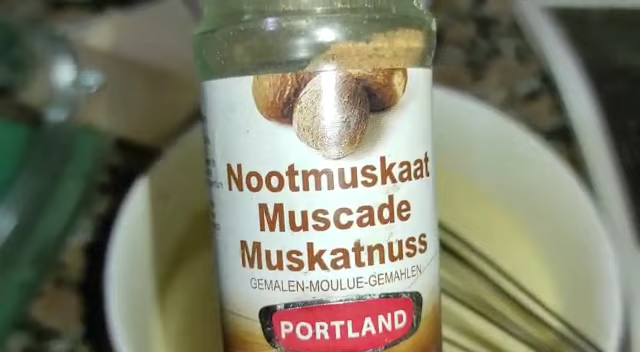 Nootmuskaat
Muscade
Muskatnuss
GEMALEN-MOULUE-GEMAHLEN
PORTLAND